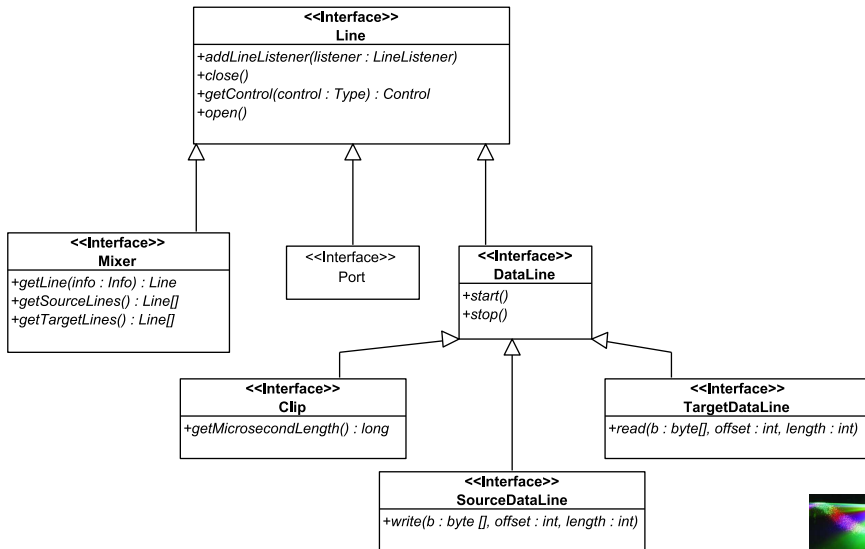 <<Interface>>
Line
+addLineListener(listener : LineListener)
+close()
+getControl(control : Type) : Control
+open()
<<Interface>>
Mixer
+getLine(info : Info) : Line
+getSourceLines() : Line[]
+getTargetLines() : Line[]
<<Interface>>
Port
<<Interface>>
DataLine
+start()
+stop()
<<Interface>>
Clip
+getMicrosecondLength() : long
<<Interface>>
TargetDataLine
+read(b : byte[], offset : int, length : int)
<<Interface>>
SourceDataLine
+write(b : byte [], offset : int, length : int)